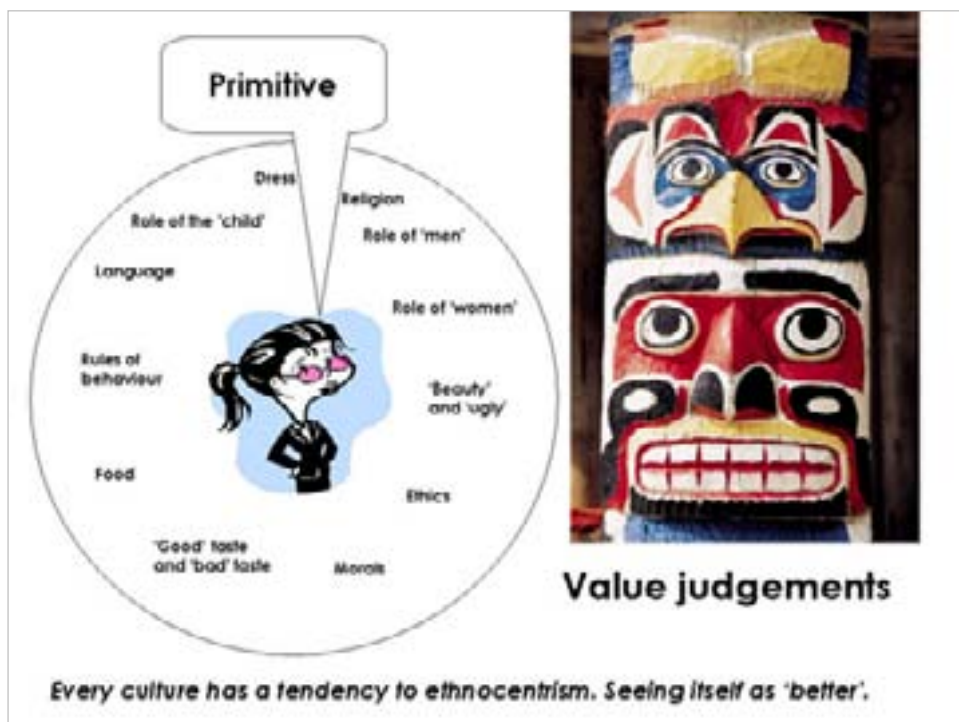 Primitive
Dress
Religion
Role of the 'child'
Role of 'men'
Language
Role of 'women'
Rules of
behaviour
'Beauty'
and 'ugly'
Food
Ethics
'Good' taste
and 'bad' taste
Morals
Value judgements
Every culture has a tendency to ethnocentrism. Seeing itself as 'better'.